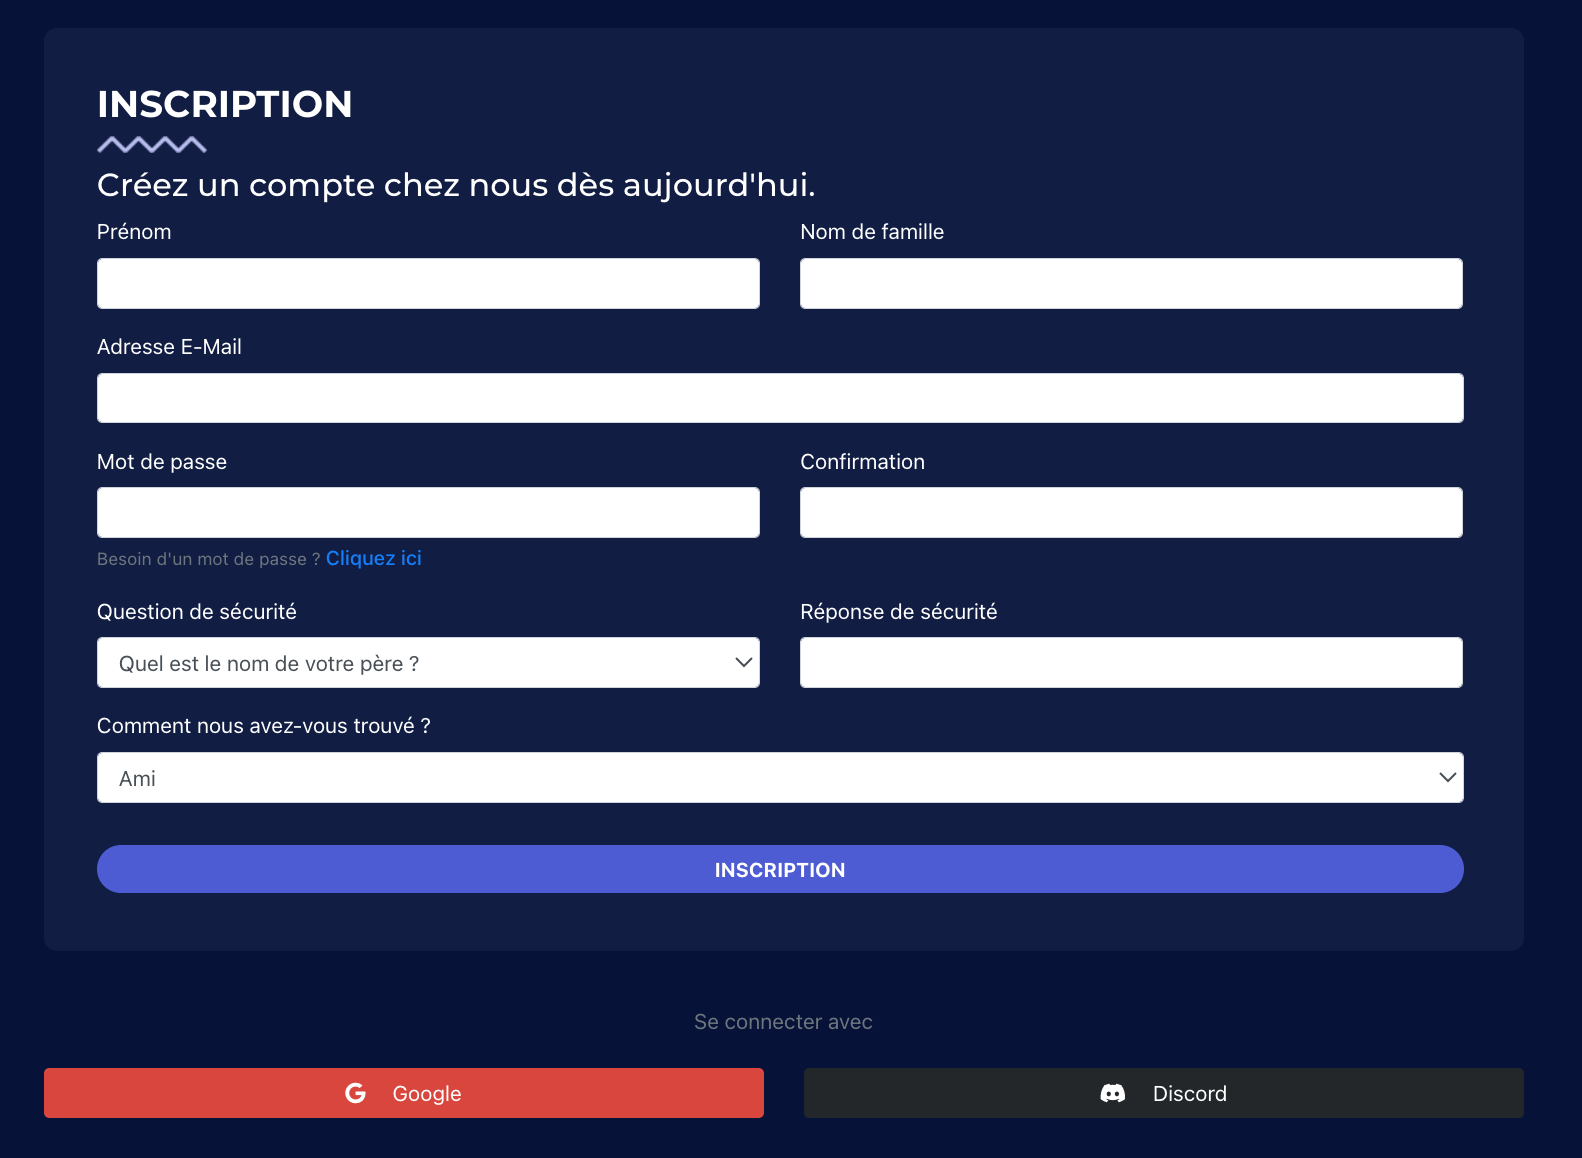 INSCRIPTION
Créez un compte chez nous dès aujourd'hui.
Prénom
Nom de famille
Adresse E-Mail
Mot de passe
Confirmation
Besoin d'un mot de passe ? Cliquez ici
Question de sécurité
Réponse de sécurité
Quel est le nom de votre père ?
Comment nous avez-vous trouvé ?
Ami
INSCRIPTION
Se connecter avec
Google
Discord